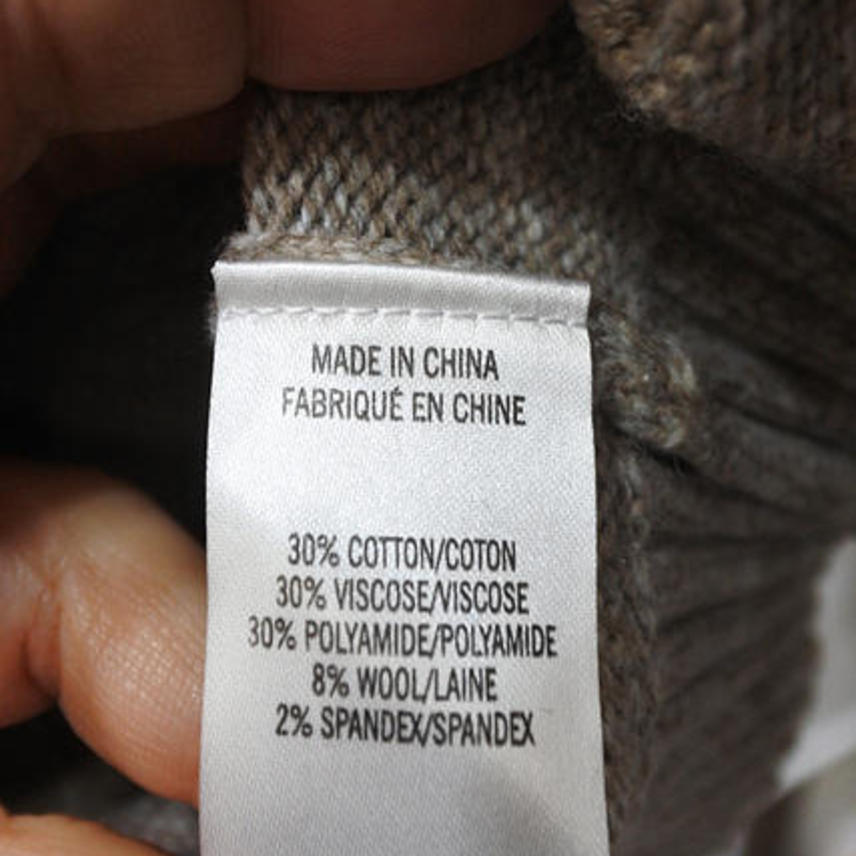 MADE IN CHINA
FABRIQUÉ EN CHINE
30% COTTON/COTON
30% VISCOSE/VISCOSE
30% POLYAMIDE/POLYAMIDE
8% WOOL/LAINE
2% SPANDEX/SPANDEX